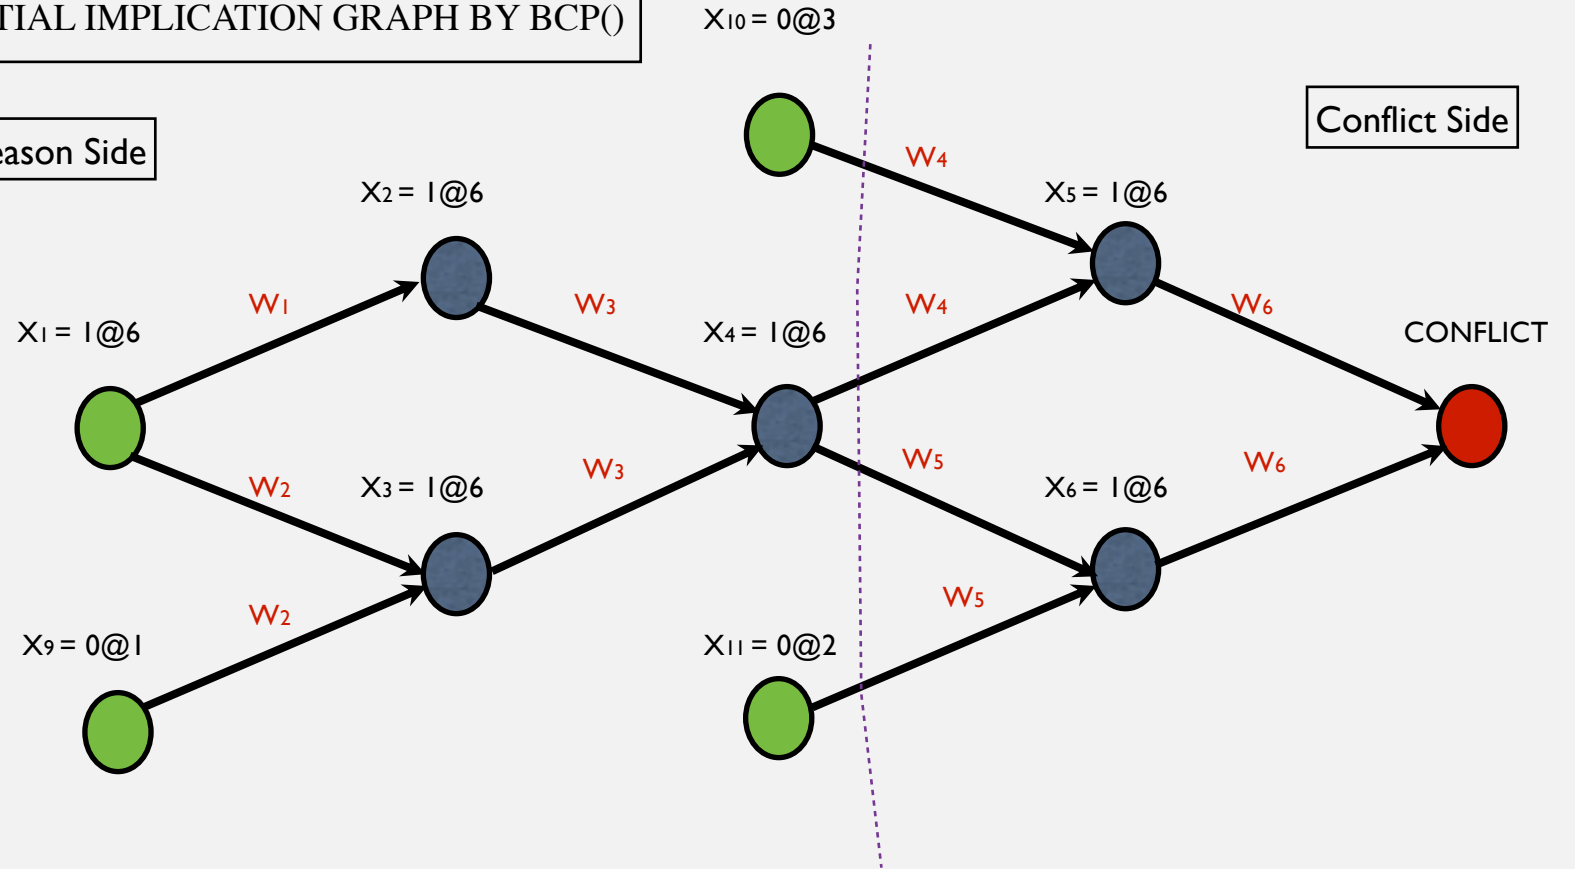 TIAL IMPLICATION GRAPH BY BCP()
X10 = 0@3
Conflict Side
eason Side
W4
X2 = 1@6
X5 = 1@6
W1
W3
W4
W6
X1 = 1@6
X4 = 1@6
CONFLICT
W2
X3 = 1@6
W3
W5
X6 = 1@6
W6
W2
W5
X9 = 0@1
X11 = 0@2